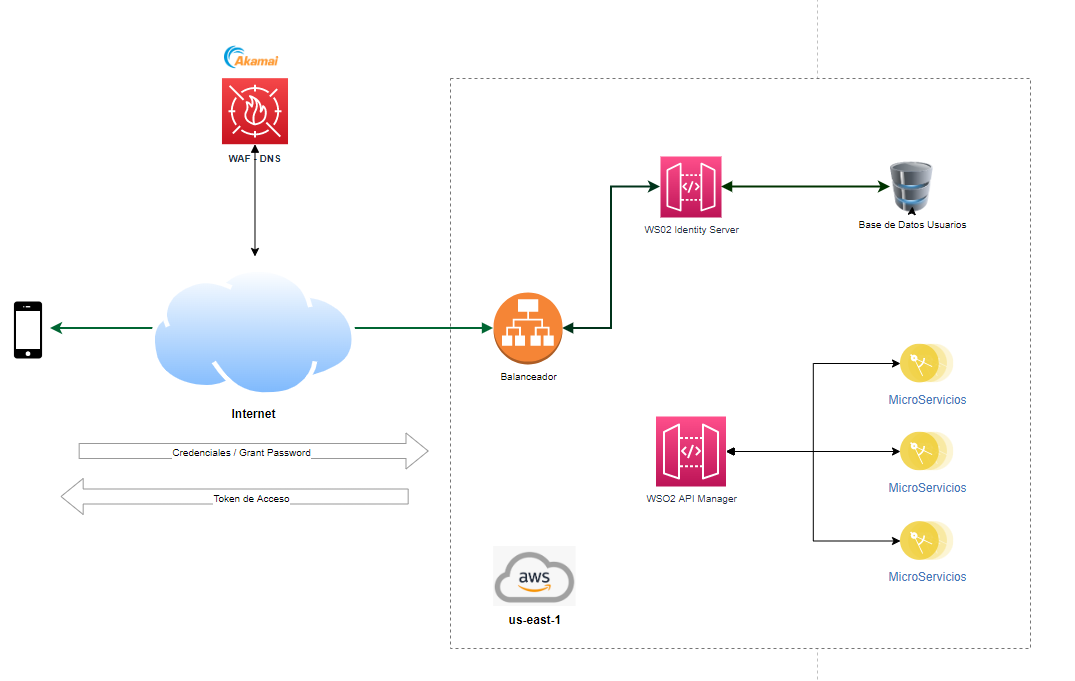 Akamai
WAF - DNS
WS02 Identity Server
Base de Datos Usuarios
Balanceador
Internet
MicroServicios
Credenciales / Grant Password
MicroServicios
Token de Acceso
WSO2 API Manager
MicroServicios
aws
us-east-1